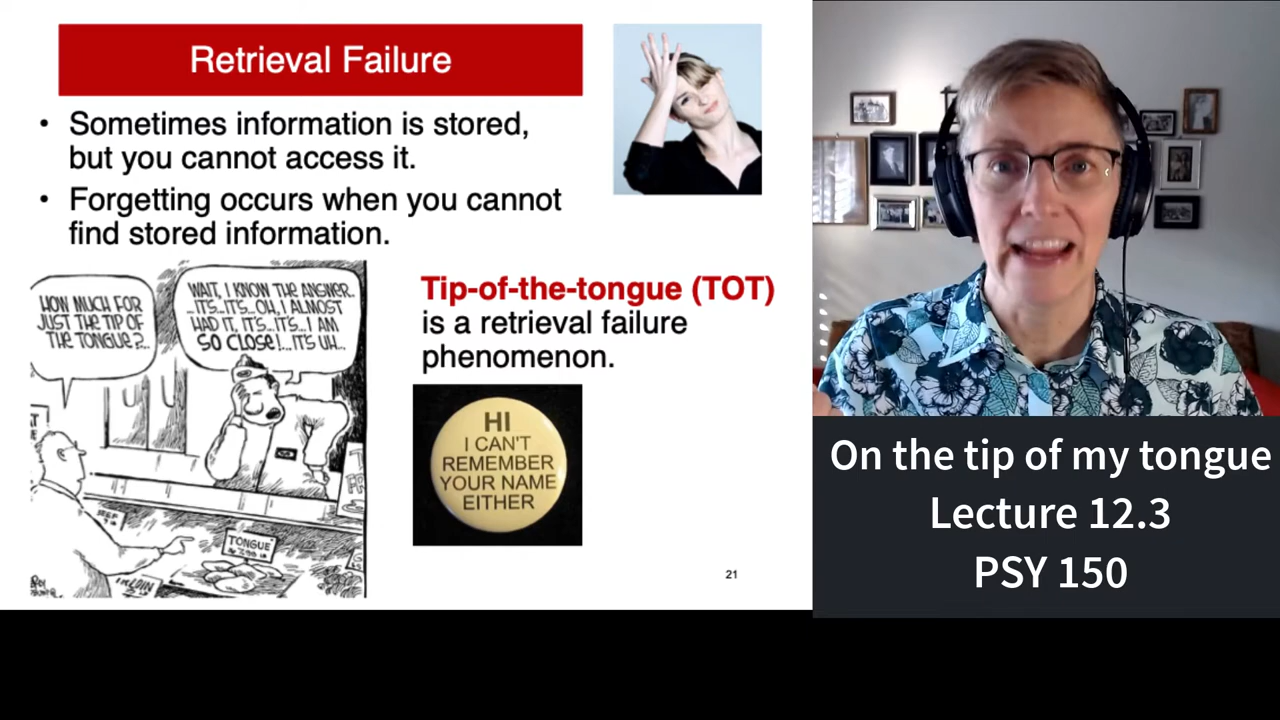 Retrieval Failure
• Sometimes information is stored,
but you cannot access it.
• Forgetting occurs when you cannot
find stored information.
HOW MUCH FOR
JUST THE TIP OF
THE TONGUE?..
WAIT, I KNOW THE ANSWER.
..IT'S...IT'S...OH, I ALMOST
HAD IT, IT'S...IT'S...I AM
SO CLOSE!...IT'S UH...
TONGUE
Tip-of-the-tongue (TOT)
is a retrieval failure
phenomenon.
HI
I CAN'T
REMEMBER
YOUR NAME
EITHER
21
On the tip of my tongue
Lecture 12.3
PSY 150